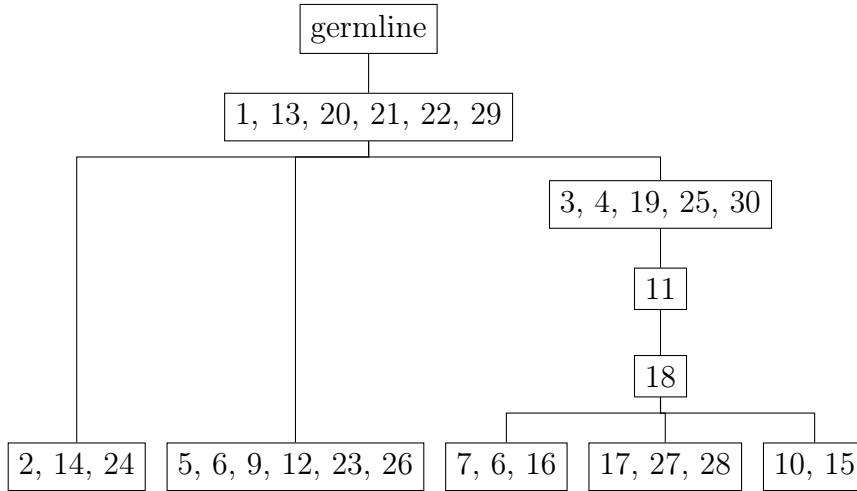 germline
1, 13, 20, 21, 22, 29
3, 4, 19, 25, 30
11
18
2, 14, 24
5, 6, 9, 12, 23, 26
7, 6, 16
17, 27, 28
10, 15